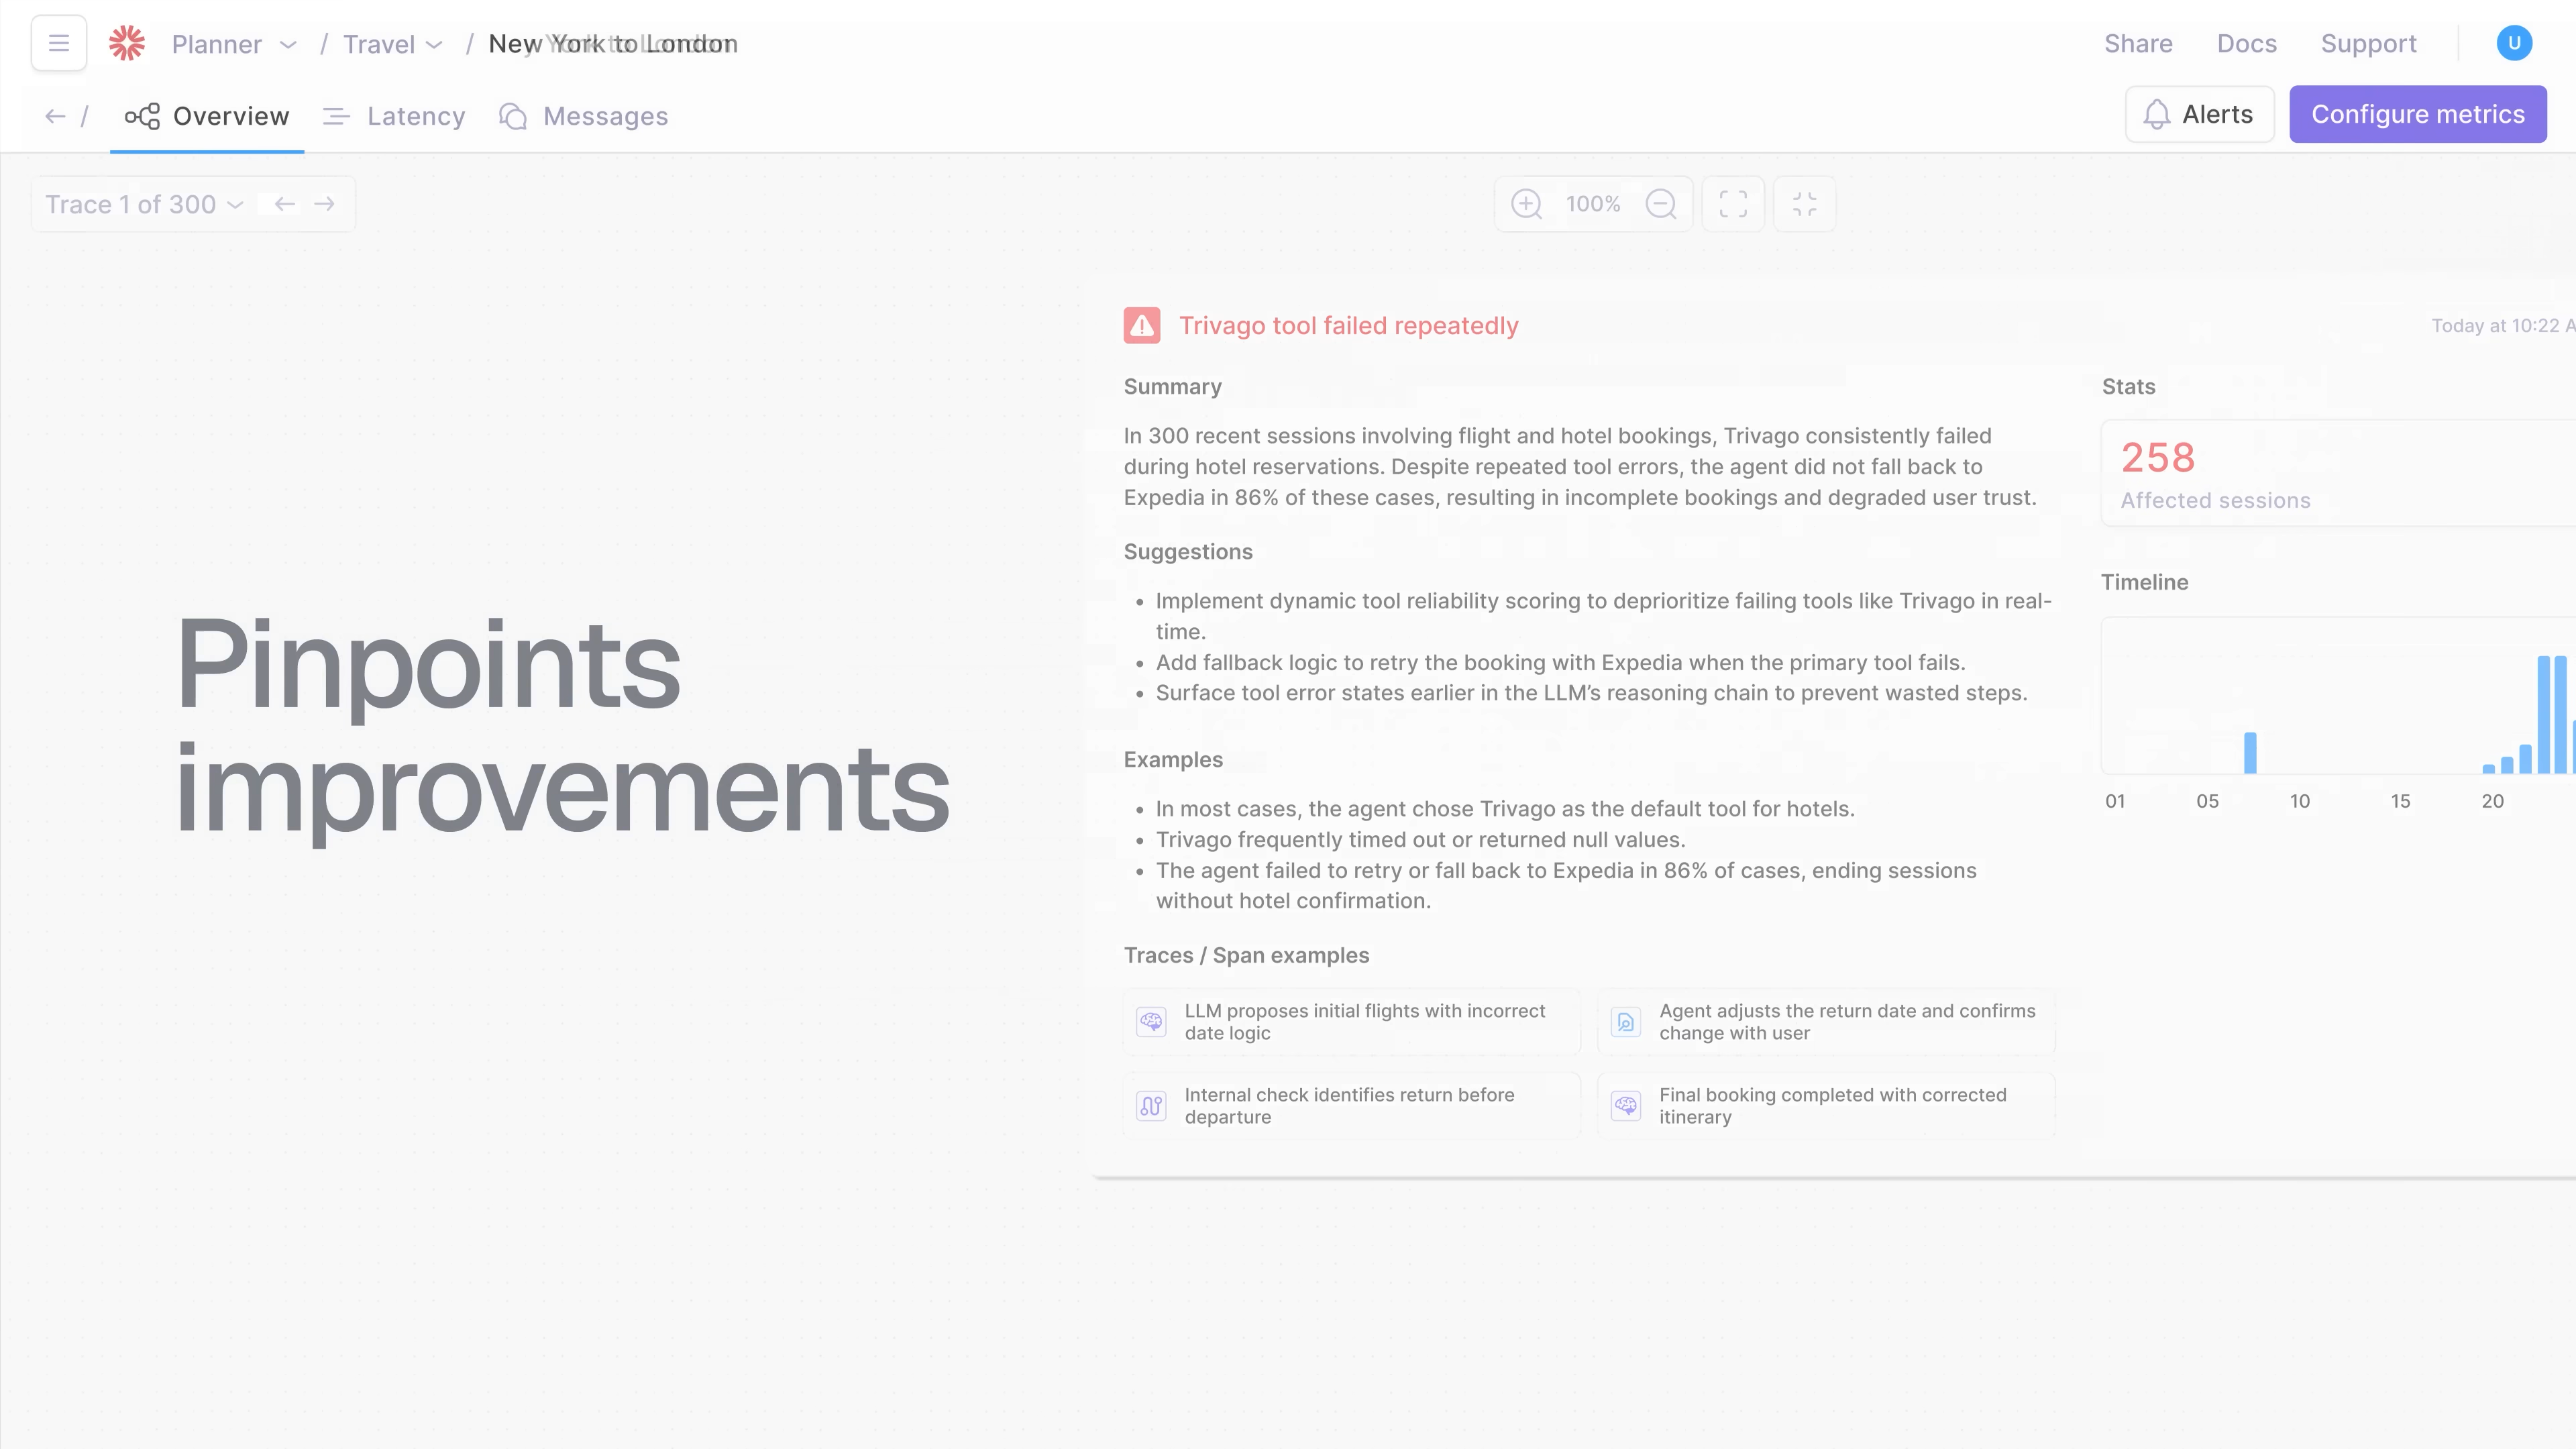 Planner / Travel / New York to London
Share Docs Support U
← / Overview Latency Messages
Alerts Configure metrics
Trace 1 of 300 ← →
100%
Pinpoints
improvements
Trivago tool failed repeatedly
Today at 10:22 A
Summary
In 300 recent sessions involving flight and hotel bookings, Trivago consistently failed
during hotel reservations. Despite repeated tool errors, the agent did not fall back to
Expedia in 86% of these cases, resulting in incomplete bookings and degraded user trust.
Suggestions
• Implement dynamic tool reliability scoring to deprioritize failing tools like Trivago in real-
time.
• Add fallback logic to retry the booking with Expedia when the primary tool fails.
• Surface tool error states earlier in the LLM’s reasoning chain to prevent wasted steps.
Examples
• In most cases, the agent chose Trivago as the default tool for hotels.
• Trivago frequently timed out or returned null values.
• The agent failed to retry or fall back to Expedia in 86% of cases, ending sessions
without hotel confirmation.
Traces / Span examples
LLM proposes initial flights with incorrect
date logic
Agent adjusts the return date and confirms
change with user
Internal check identifies return before
departure
Final booking completed with corrected
itinerary
Stats
258
Affected sessions
Timeline
01 05 10 15 20